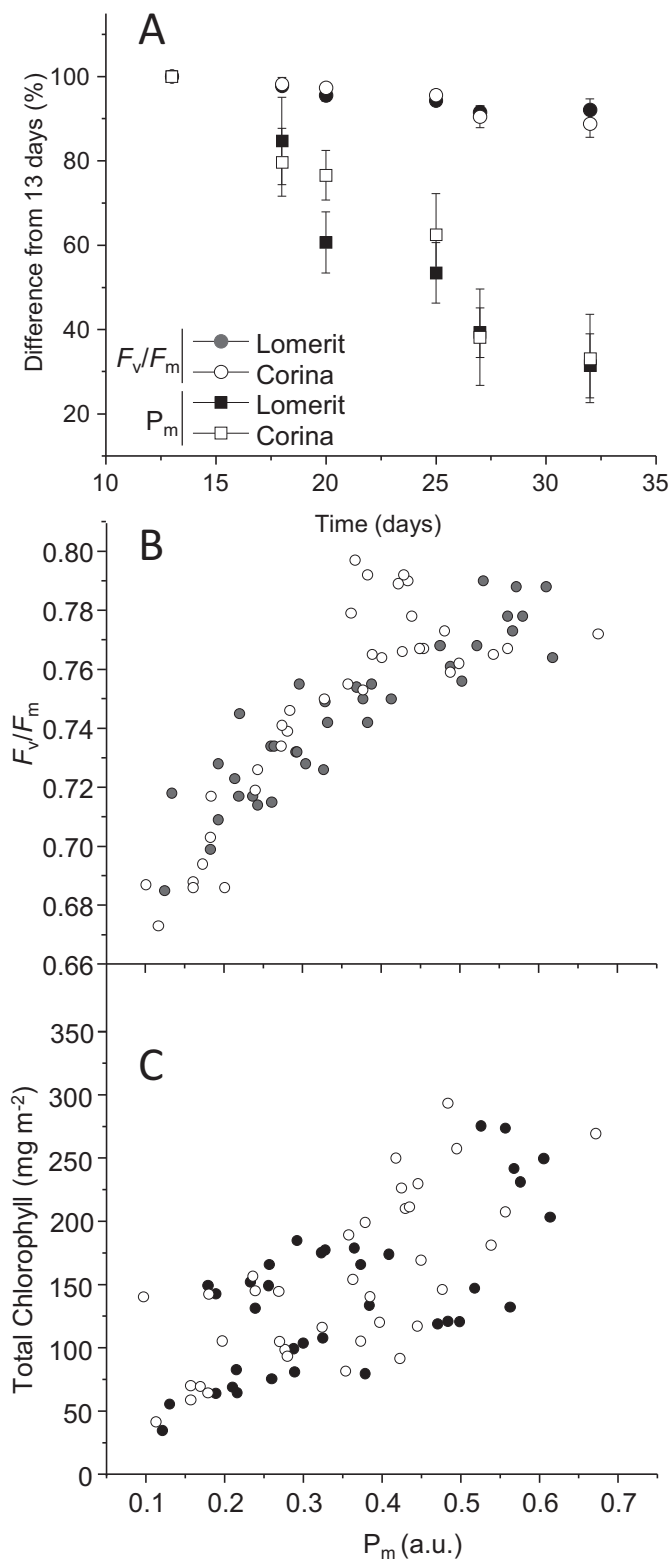 A
Difference from 13 days (%)
100
80
60
40
20
Fv/Fm
Lomerit
Corina
Pm
Lomerit
Corina
10 15 20 25 30 35
Time (days)
B
Fv/Fm
0.80
0.78
0.76
0.74
0.72
0.70
0.68
0.66
C
Total Chlorophyll (mg m-2)
350
300
250
200
150
100
50
0
0.1 0.2 0.3 0.4 0.5 0.6 0.7
Pm (a.u.)